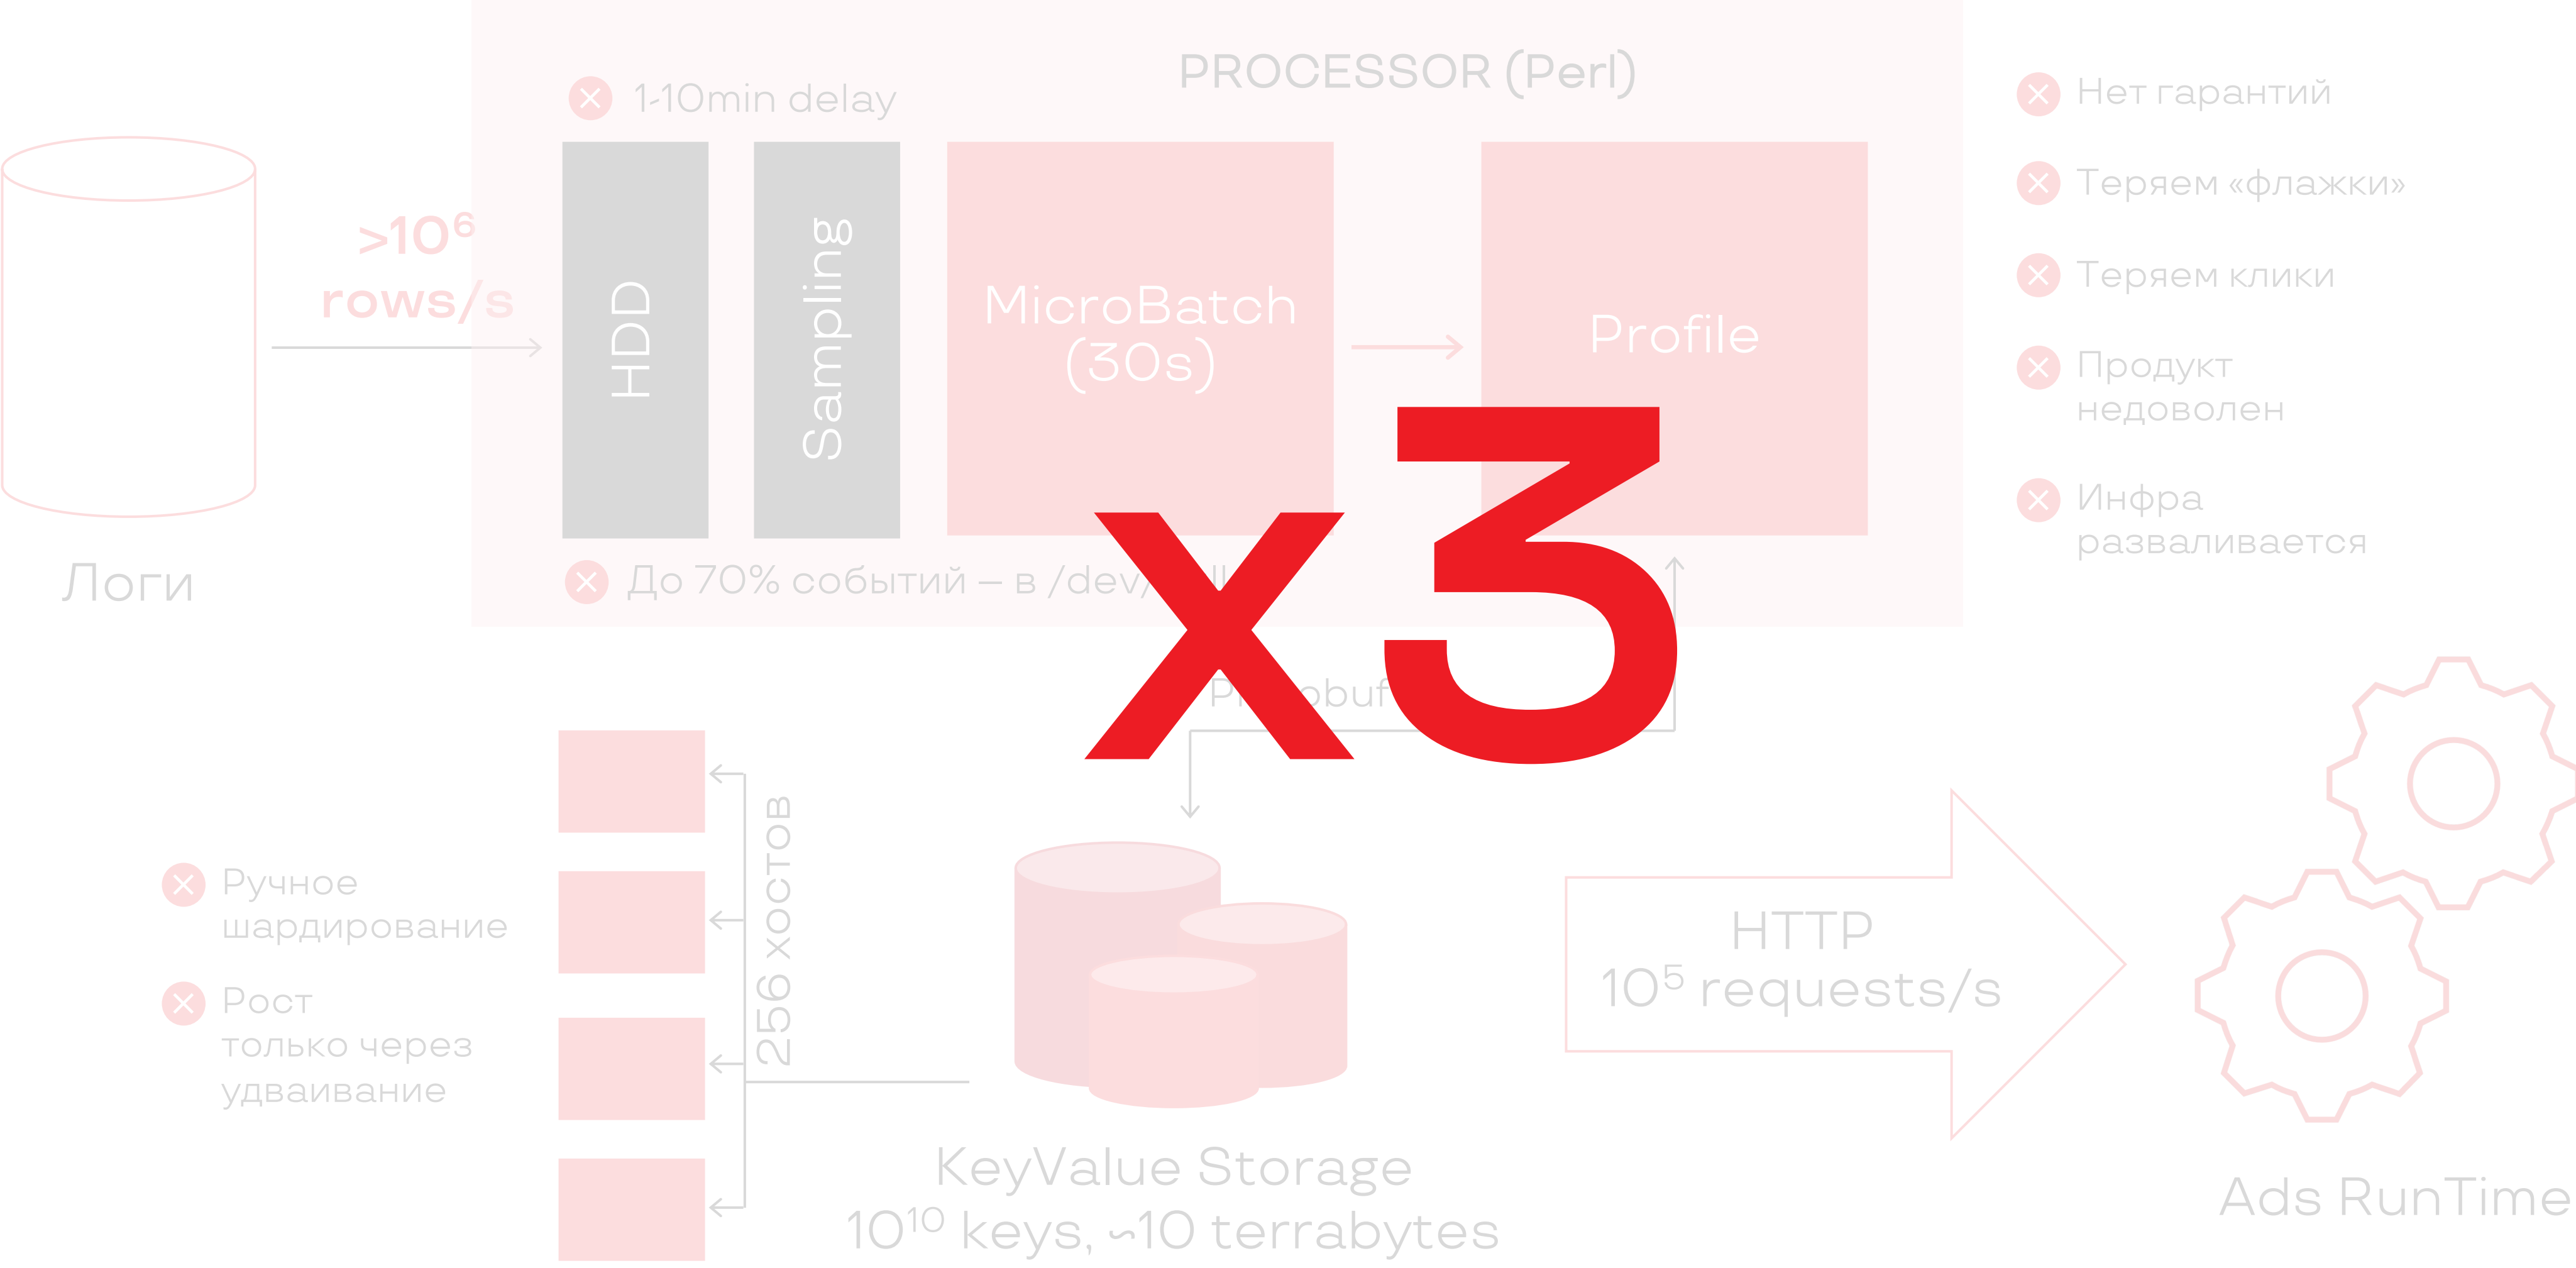 PROCESSOR (Perl)
1-10min delay
>10⁶
rows/s
HDD
Sampling
MicroBatch
(30s)
Profile
До 70% событий – в /dev/
Логи
x3
Нет гарантий
Теряем «флажки»
Теряем клики
Продукт
недоволен
Инфра
разваливается
256 хостов
Ручное
шардирование
Рост
только через
удваивание
KeyValue Storage
10¹⁰ keys, ~10 terrabytes
HTTP
10⁵ requests/s
Ads RunTime